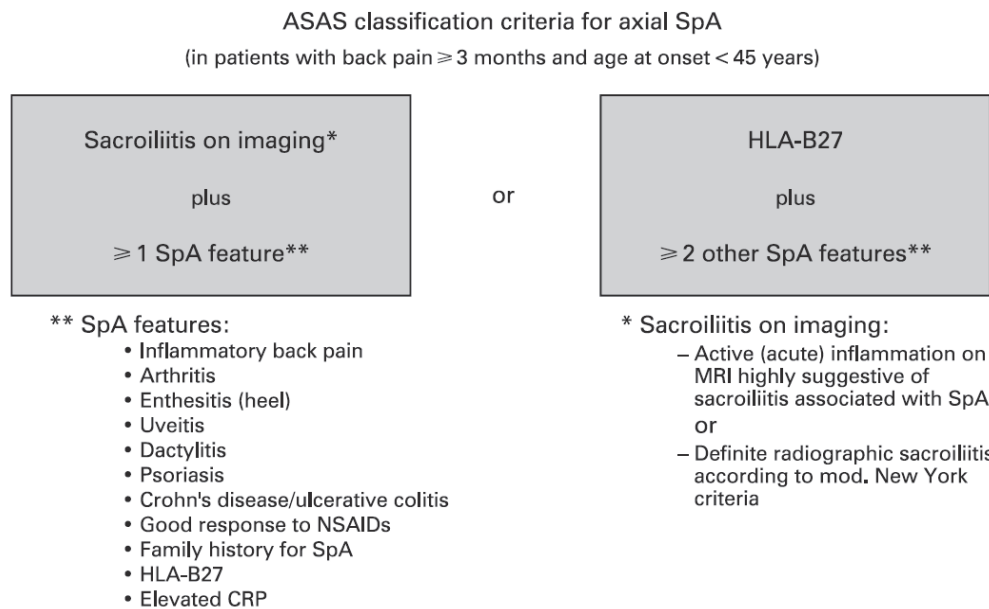 ASAS classification criteria for axial SpA
(in patients with back pain ≥ 3 months and age at onset < 45 years)
Sacroiliitis on imaging*
plus
≥ 1 SpA feature**
or
HLA-B27
plus
≥ 2 other SpA features**
** SpA features:
• Inflammatory back pain
• Arthritis
• Enthesitis (heel)
• Uveitis
• Dactylitis
• Psoriasis
• Crohn's disease/ulcerative colitis
• Good response to NSAIDs
• Family history for SpA
• HLA-B27
• Elevated CRP
* Sacroiliitis on imaging:
– Active (acute) inflammation on
MRI highly suggestive of
sacroiliitis associated with SpA
or
– Definite radiographic sacroiliitis
according to mod. New York
criteria